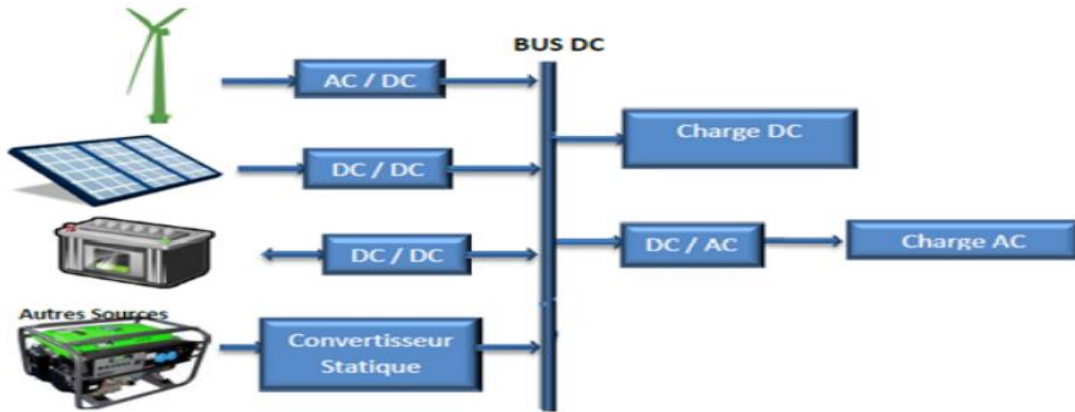 BUS DC
AC / DC
Charge DC
DC / DC
DC / DC
DC / AC
Charge AC
Autres Sources
Convertisseur
Statique